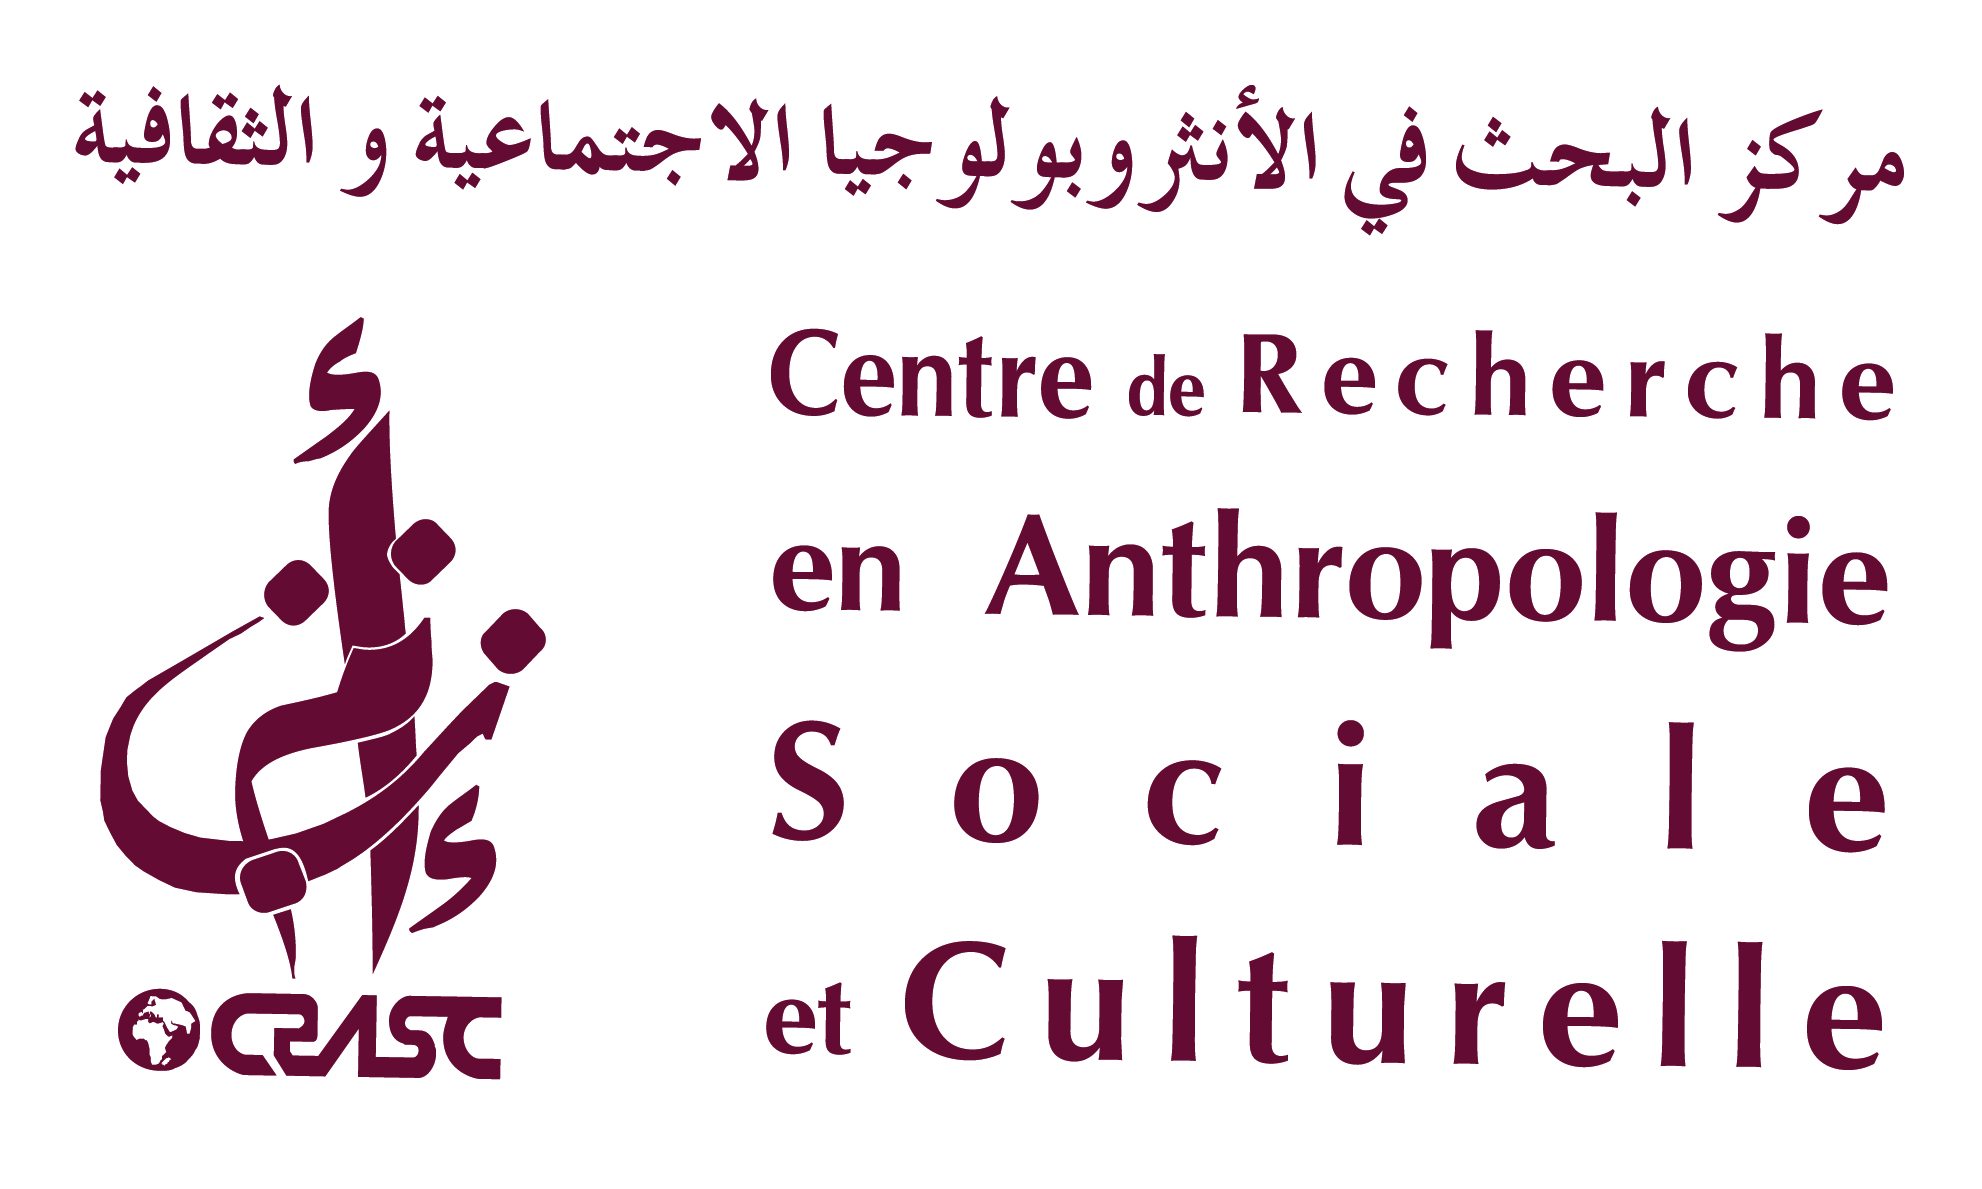 مركز البحث في الأنثروبولوجيا الاجتماعية و الثقافية
Centre de Recherche
en Anthropologie
Sociale
et Culturelle
CRASC